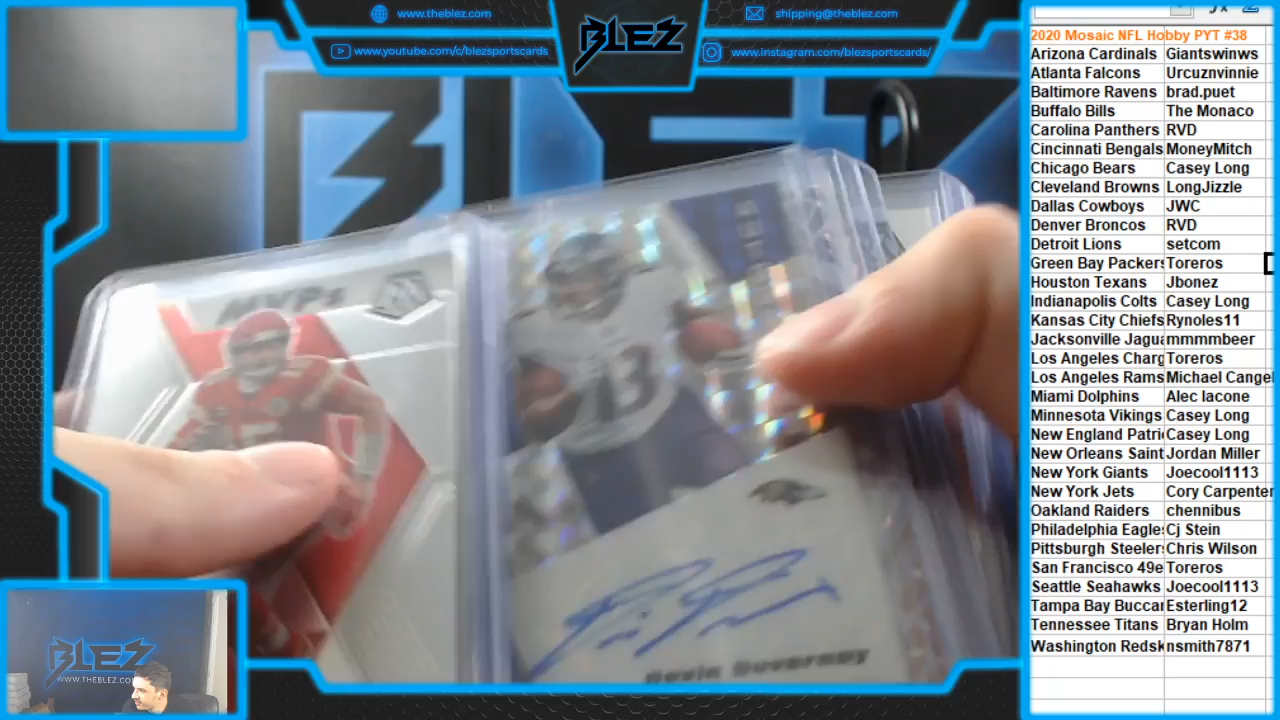 www.theblez.com
shipping@theblez.com
www.youtube.com/c/blezsportscards
www.instagram.com/blezsportscards/
BLEZ
2020 Mosaic NFL Hobby PYT #38
Arizona Cardinals Giantswinws
Atlanta Falcons Urcuznvinnie
Baltimore Ravens brad.puet
Buffalo Bills The Monaco
Carolina Panthers RVD
Cincinnati Bengals MoneyMitch
Chicago Bears Casey Long
Cleveland Browns LongJizzle
Dallas Cowboys JWC
Denver Broncos RVD
Detroit Lions setcom
Green Bay Packers Toreros
Houston Texans Jbonez
Indianapolis Colts Casey Long
Kansas City Chiefs Rynoles11
Jacksonville Jagua mmmmbeer
Los Angeles Charg Toreros
Los Angeles Rams Michael Cangel
Miami Dolphins Alec Iacone
Minnesota Vikings Casey Long
New England Patri Casey Long
New Orleans Saint Jordan Miller
New York Giants Joecool1113
New York Jets Cory Carpenter
Oakland Raiders chennibus
Philadelphia Eagle Cj Stein
Pittsburgh Steeler Chris Wilson
San Francisco 49e Toreros
Seattle Seahawks Joecool1113
Tampa Bay Buccar Esterling12
Tennessee Titans Bryan Holm
Washington Redsk nsmith7871
MVPs
13
Devin Duvernay
BLEZ
WWW.THEBLEZ.COM